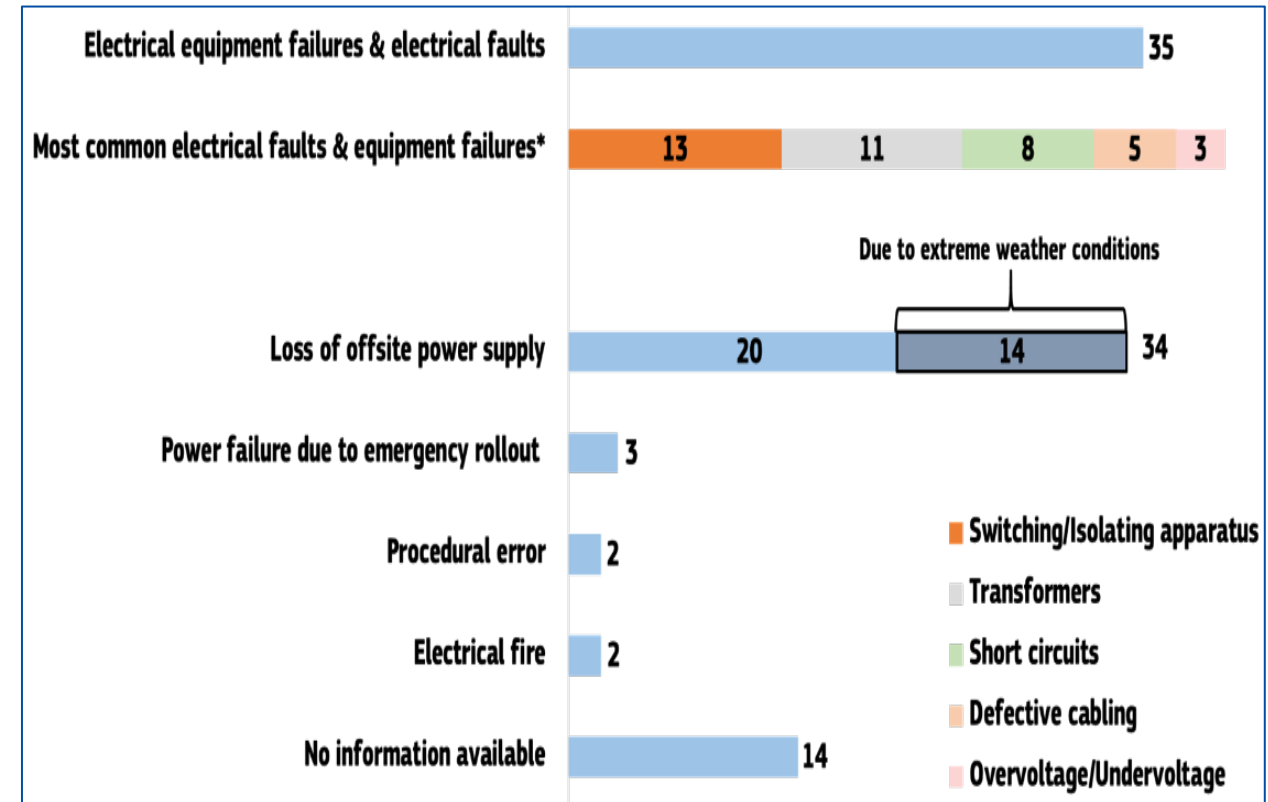 Electrical equipment failures & electrical faults
35
Most common electrical faults & equipment failures*
13 11 8 5 3
Due to extreme weather conditions
Loss of offsite power supply
20 14 34
Power failure due to emergency rollout
3
Procedural error
2
Electrical fire
2
No information available
14
Switching/Isolating apparatus
Transformers
Short circuits
Defective cabling
Overvoltage/Undervoltage